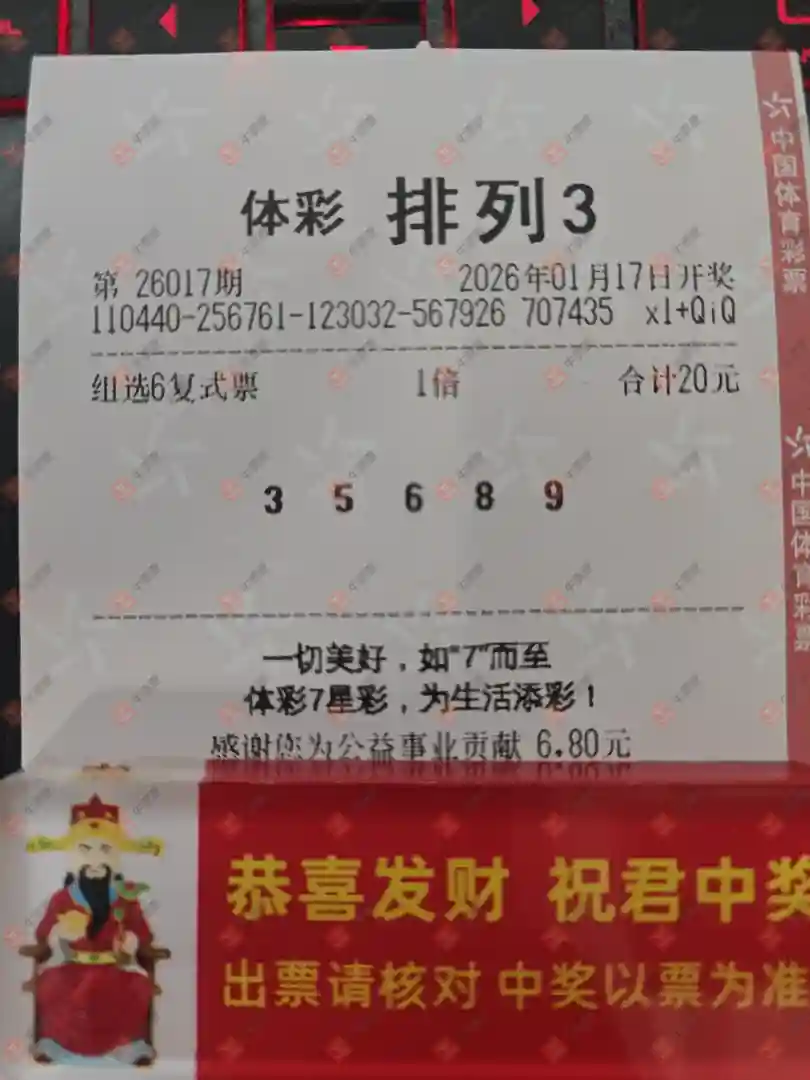 体彩 排列3
第 26017期 2026年01月17日开奖
110440-256761-123032-567926 707435 x1+QiQ
组选6复式票 1倍 合计20元
3 5 6 8 9
一切美好，如“7”而至
体彩7星彩，为生活添彩！
感谢您为公益事业贡献 6.80元
恭喜发财 祝君中奖
出票请核对 中奖以票为准
中国体育彩票
中国体育彩票